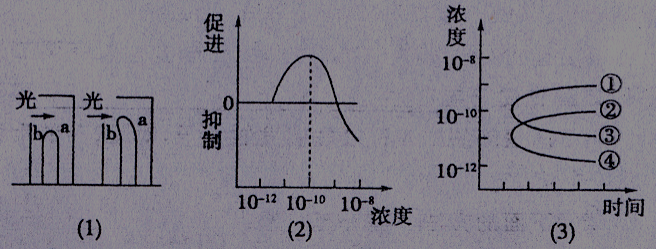 光 光
b a b a
(1)
促进
0
抑制
10⁻¹² 10⁻¹⁰ 10⁻⁸ 浓度
(2)
浓度
10⁻⁸
10⁻¹⁰
10⁻¹²
①
②
③
④
时间
(3)